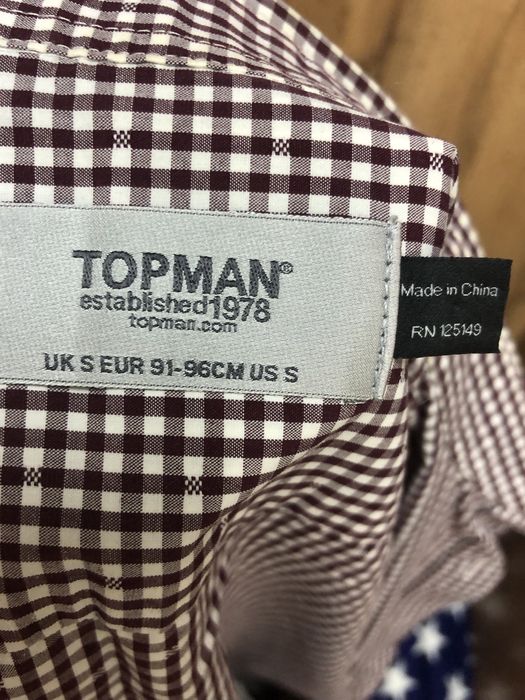 TOPMAN®
established1978
topman.com
UK S EUR 91-96CM US S
Made in China
RN 125149